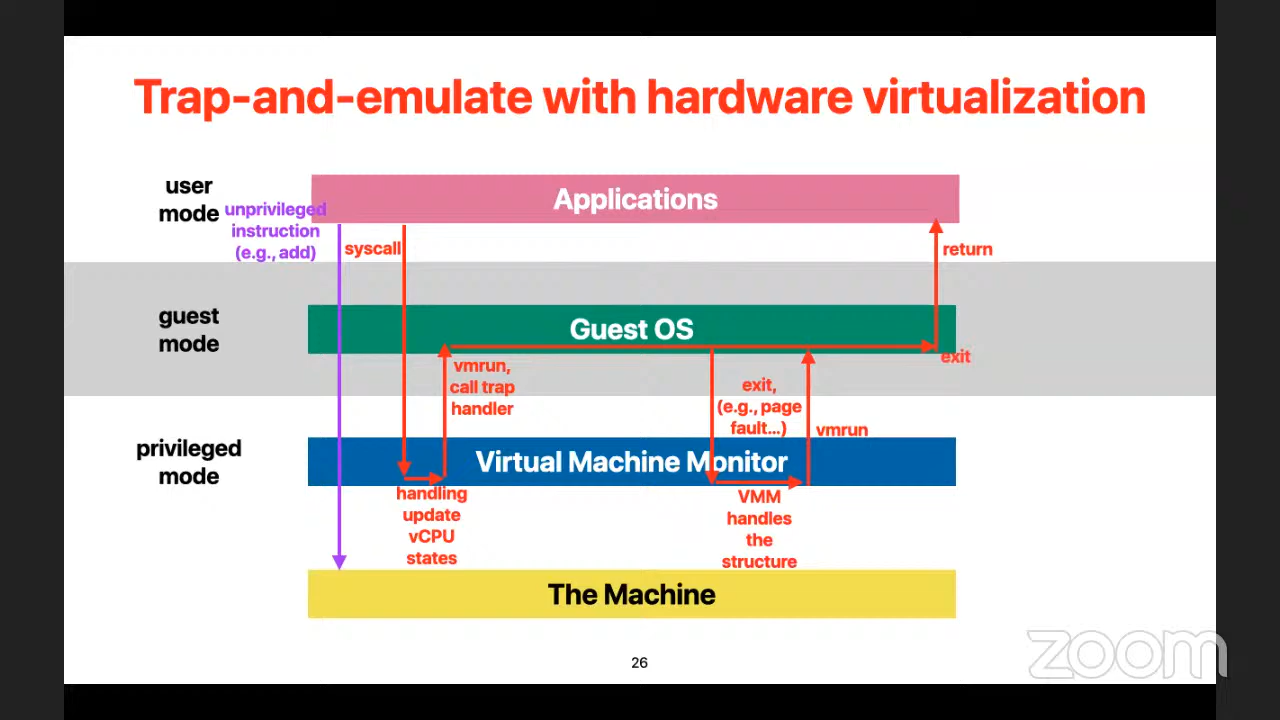 Trap-and-emulate with hardware virtualization
user
mode
unprivileged
instruction
(e.g., add)
Applications
syscall
return
guest
mode
Guest OS
exit
vmrun,
call trap
handler
exit,
(e.g., page
fault...)
vmrun
privileged
mode
Virtual Machine Monitor
handling
update
vCPU
states
VMM
handles
the
structure
The Machine
26
zoom